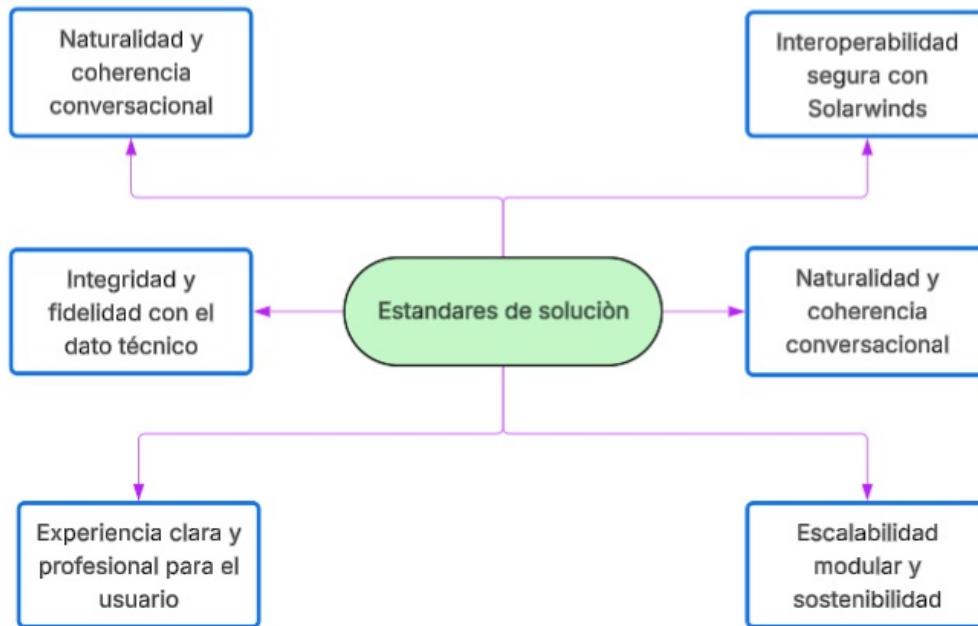 Naturalidad y
coherencia
conversacional
Interoperabilidad
segura con
Solarwinds
Integridad y
fidelidad con el
dato técnico
Estandares de soluciòn
Naturalidad y
coherencia
conversacional
Experiencia clara y
profesional para el
usuario
Escalabilidad
modular y
sostenibilidad